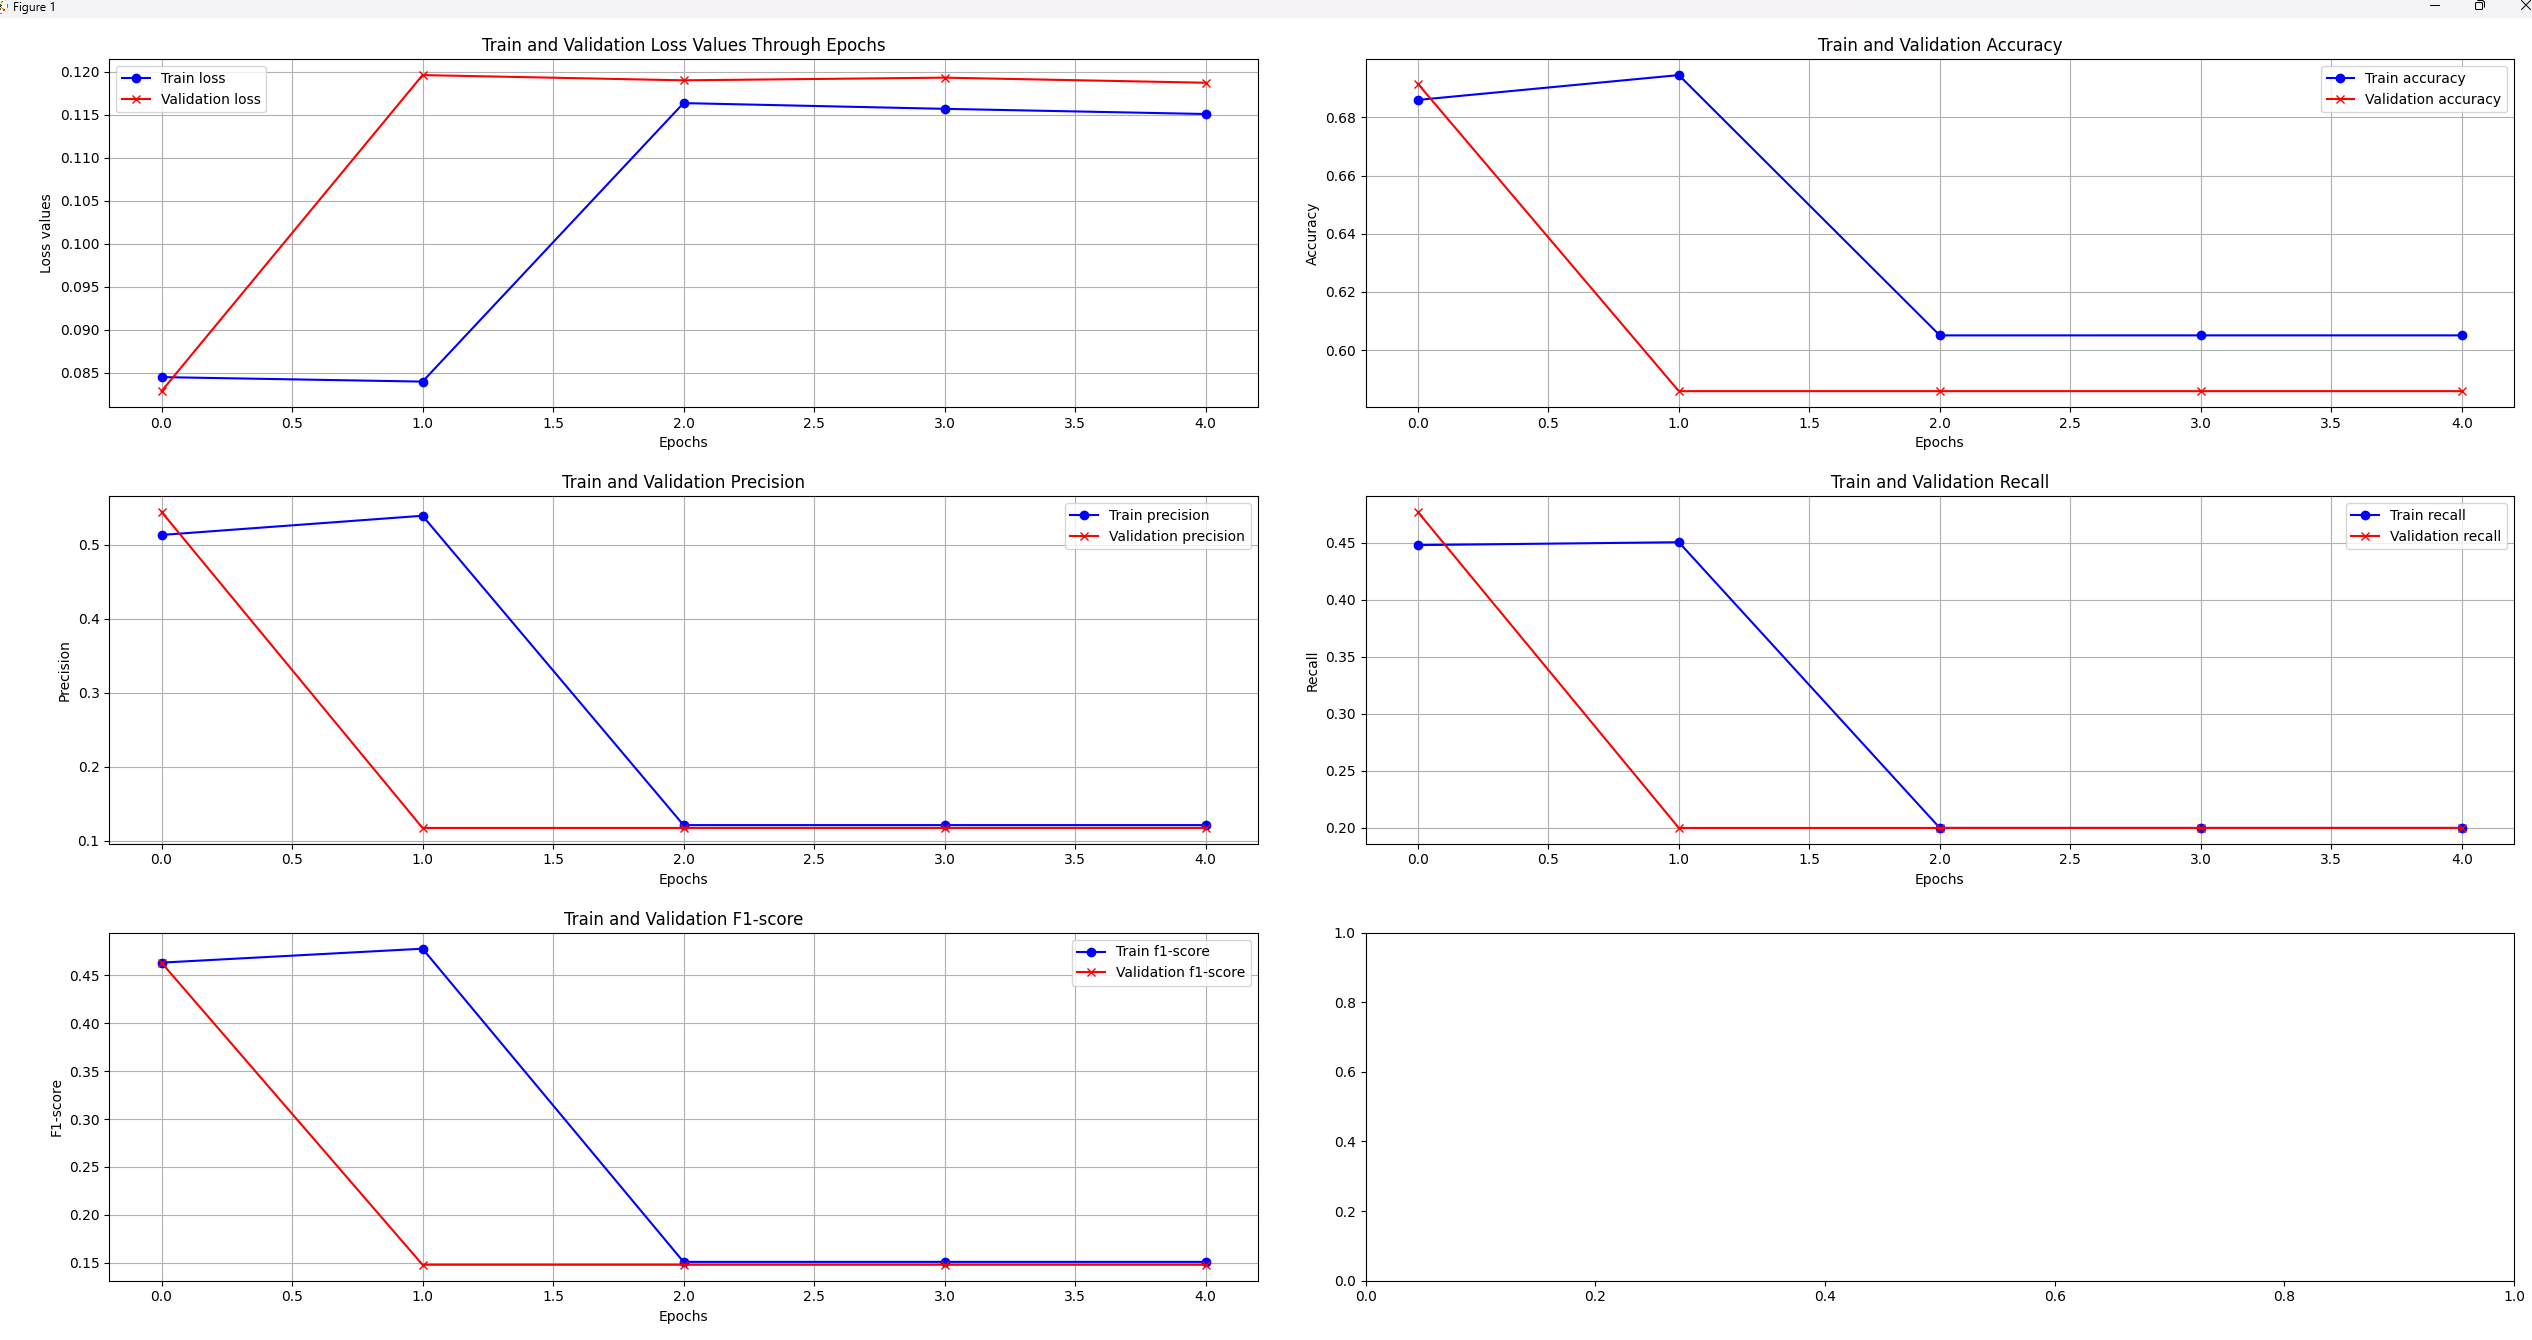 Figure 1
Train and Validation Loss Values Through Epochs
Train loss
Validation loss
0.120
0.115
0.110
0.105
0.100
0.095
0.090
0.085
Loss values
0.0 0.5 1.0 1.5 2.0 2.5 3.0 3.5 4.0
Epochs
Train and Validation Accuracy
Train accuracy
Validation accuracy
0.68
0.66
0.64
0.62
0.60
Accuracy
0.0 0.5 1.0 1.5 2.0 2.5 3.0 3.5 4.0
Epochs
Train and Validation Precision
Train precision
Validation precision
0.5
0.4
0.3
0.2
0.1
Precision
0.0 0.5 1.0 1.5 2.0 2.5 3.0 3.5 4.0
Epochs
Train and Validation Recall
Train recall
Validation recall
0.45
0.40
0.35
0.30
0.25
0.20
Recall
0.0 0.5 1.0 1.5 2.0 2.5 3.0 3.5 4.0
Epochs
Train and Validation F1-score
Train f1-score
Validation f1-score
0.45
0.40
0.35
0.30
0.25
0.20
0.15
F1-score
0.0 0.5 1.0 1.5 2.0 2.5 3.0 3.5 4.0
Epochs
1.0
0.8
0.6
0.4
0.2
0.0
0.0 0.2 0.4 0.6 0.8 1.0